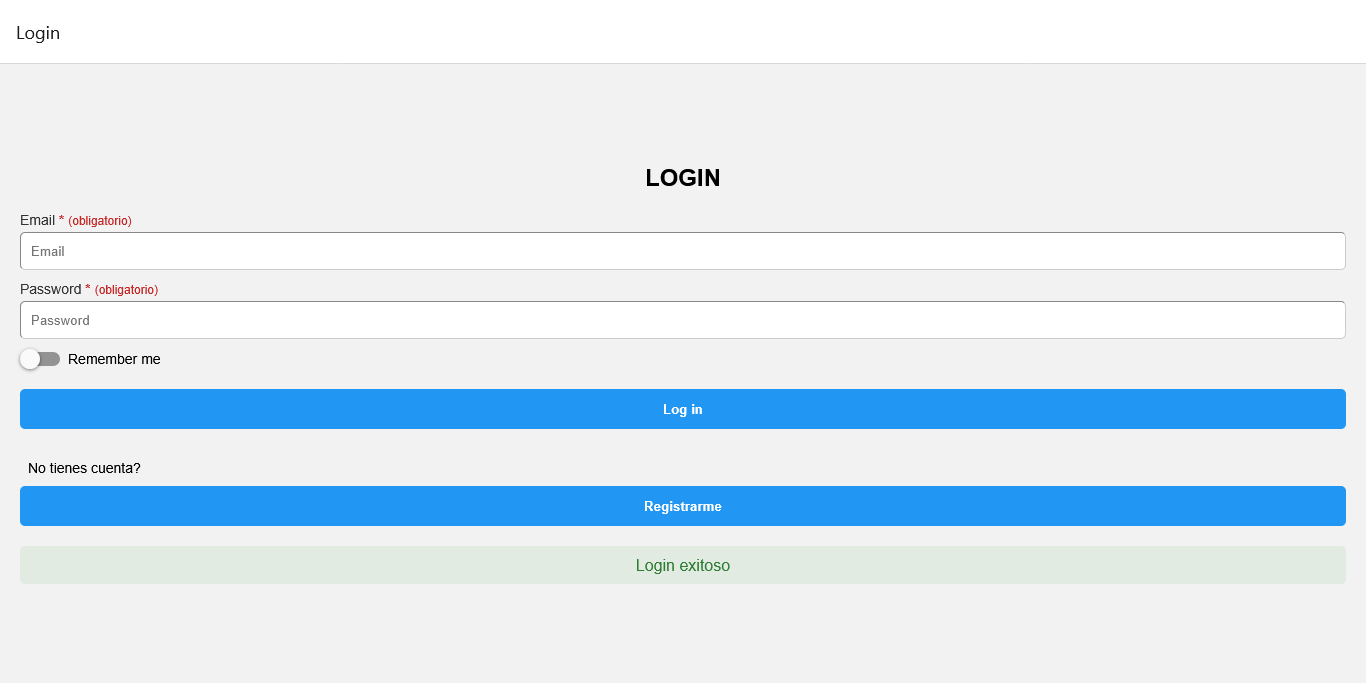 Login
LOGIN
Email * (obligatorio)
Email
Password * (obligatorio)
Password
Remember me
Log in
No tienes cuenta?
Registrarme
Login exitoso